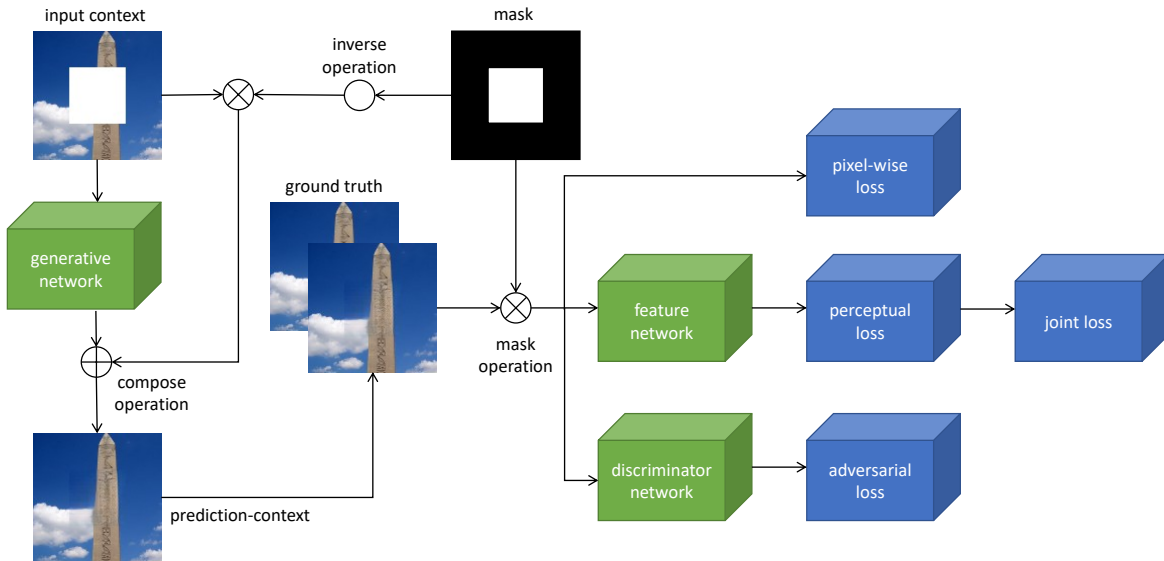 input context
mask
inverse
operation
pixel-wise
loss
ground truth
generative
network
feature
network
perceptual
loss
joint loss
mask
operation
compose
operation
discriminator
network
adversarial
loss
prediction-context